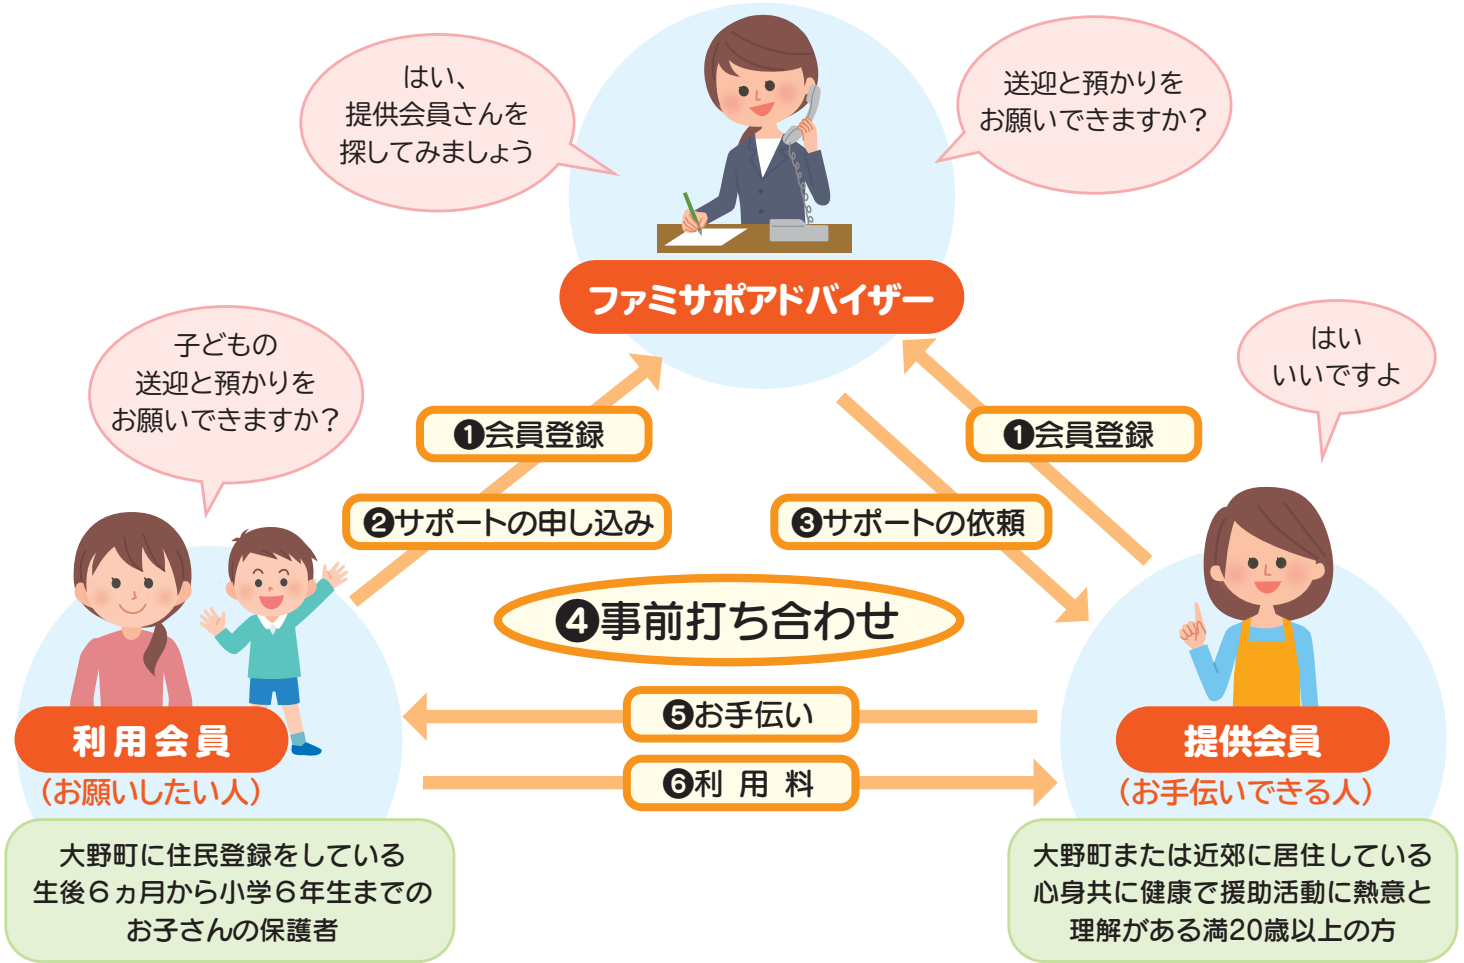 はい、
提供会員さんを
探してみましょう
送迎と預かりを
お願いできますか？
ファミサポアドバイザー
子どもの
送迎と預かりを
お願いできますか？
はい
いいですよ
❶会員登録
❶会員登録
❷サポートの申し込み
❸サポートの依頼
❹事前打ち合わせ
❺お手伝い
❻利用料
利用会員
（お願いしたい人）
大野町に住民登録をしている
生後６ヵ月から小学６年生までの
お子さんの保護者
提供会員
（お手伝いできる人）
大野町または近郊に居住している
心身共に健康で援助活動に熱意と
理解がある満20歳以上の方